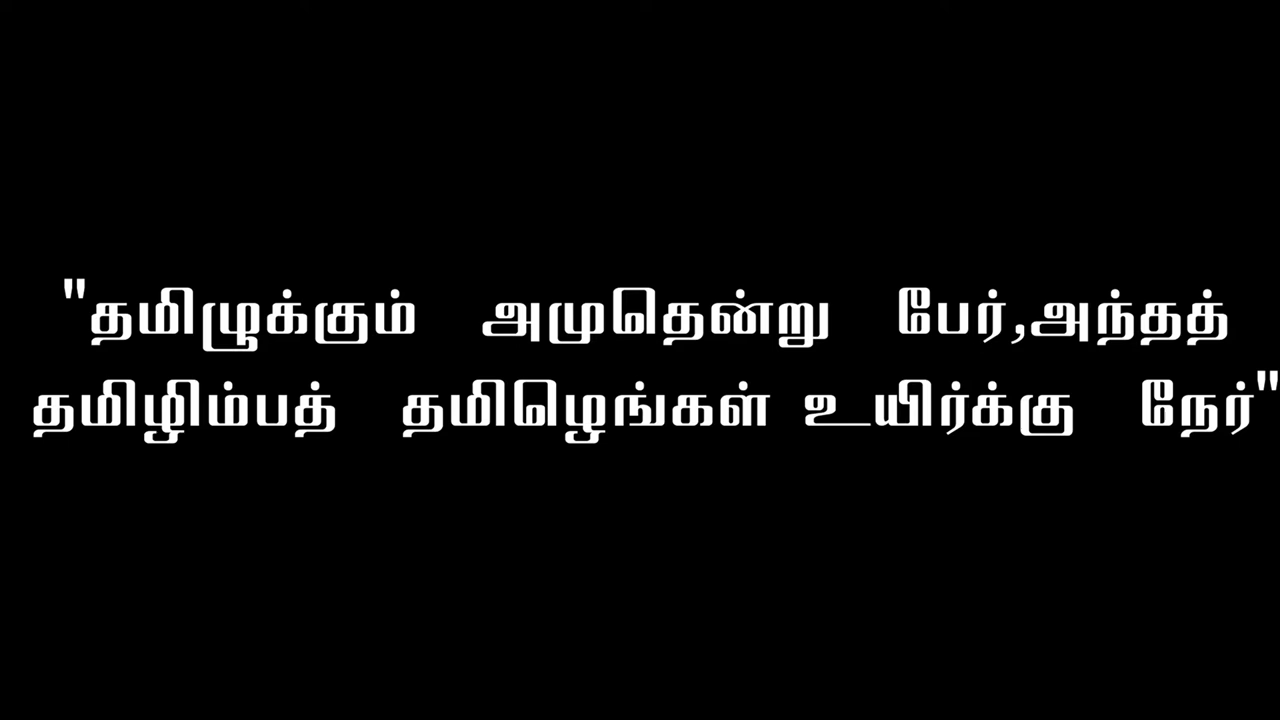 "தமிழுக்கும் அமுதென்று பேர்,அந்தத்
தமிழிம்பத் தமிழெங்கள் உயிர்க்கு நேர்"